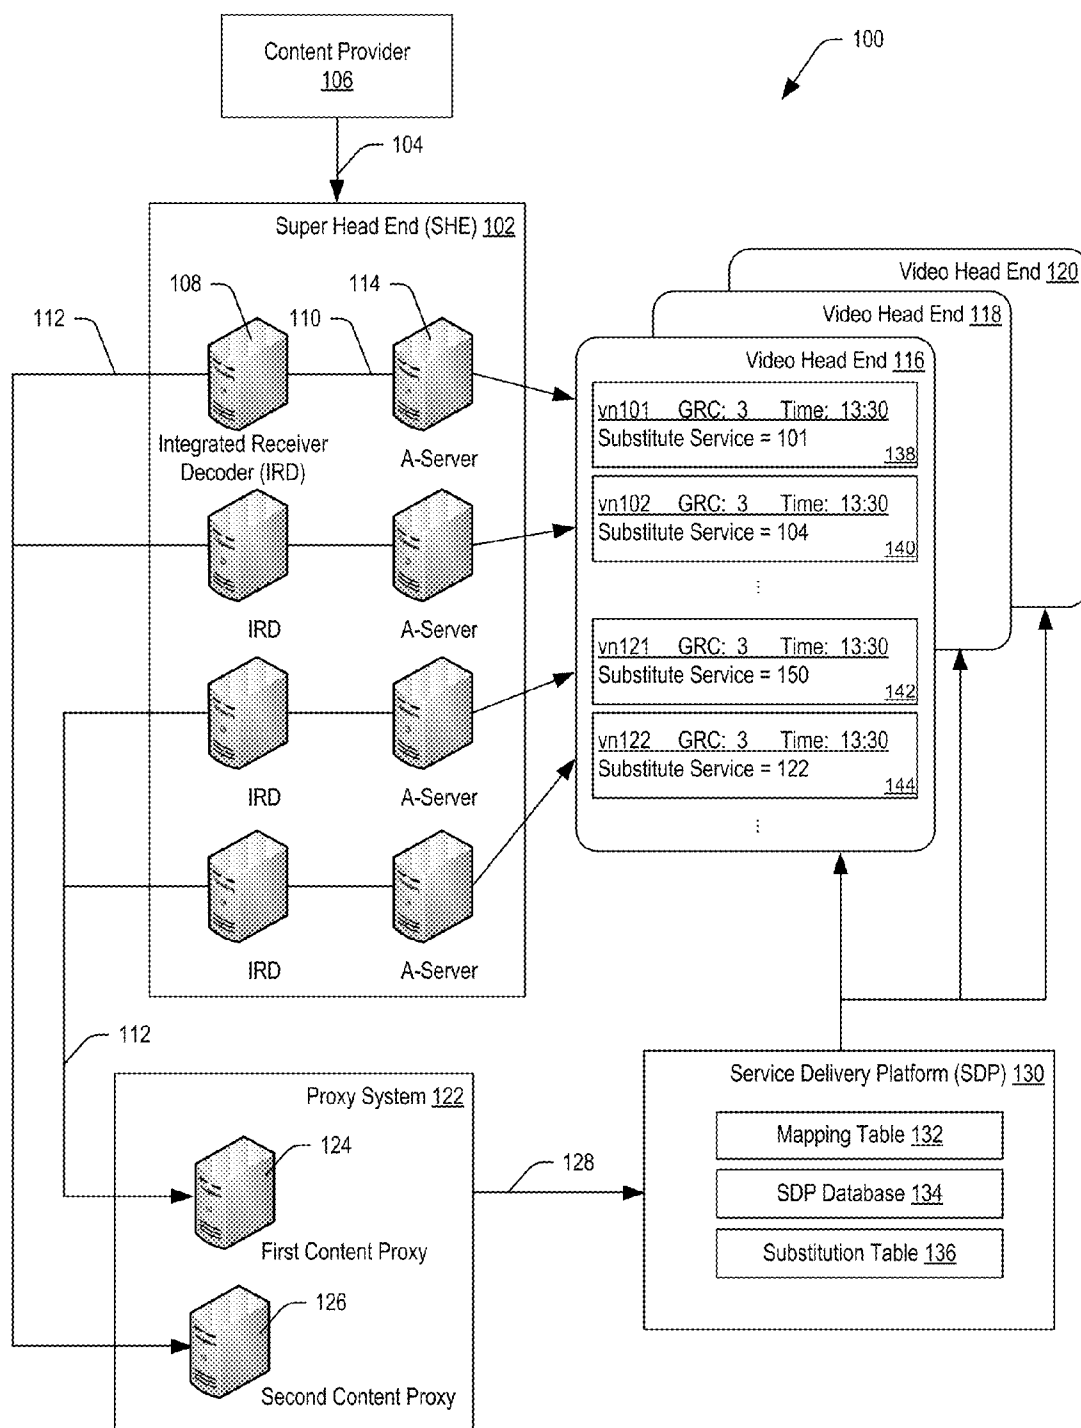 100
Content Provider
106
104
Super Head End (SHE) 102
108
114
112
110
Integrated Receiver
Decoder (IRD)
A-Server
IRD
A-Server
IRD
A-Server
IRD
A-Server
Video Head End 120
Video Head End 118
Video Head End 116
vn101 GRC: 3 Time: 13:30
Substitute Service = 101
138
vn102 GRC: 3 Time: 13:30
Substitute Service = 104
140
⋮
vn121 GRC: 3 Time: 13:30
Substitute Service = 150
142
vn122 GRC: 3 Time: 13:30
Substitute Service = 122
144
⋮
112
Proxy System 122
124
First Content Proxy
126
Second Content Proxy
128
Service Delivery Platform (SDP) 130
Mapping Table 132
SDP Database 134
Substitution Table 136